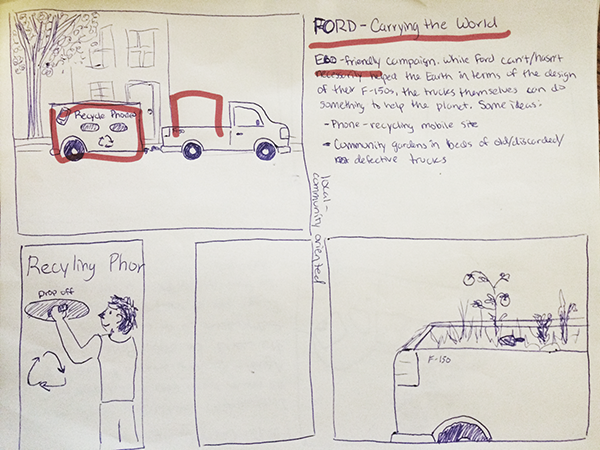 FORD - Carrying the World
ECO-friendly campaign. While Ford can't/hasn't
necessarily helped the Earth in terms of the design
of their F-150s, the trucks themselves can do
something to help the planet. Some ideas:
- Phone-recycling mobile site
- Community gardens in beds of old/discarded/
defective trucks
Recycle Phones
local-
community oriented
Recyling Phon
Drop off
F-150